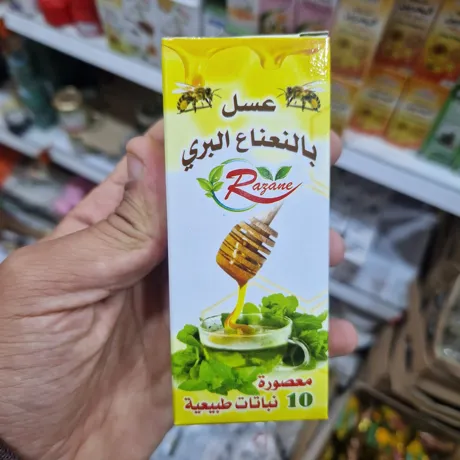 عسل
بالنعناع البري
Razane
معصورة
10 نباتات طبيعية